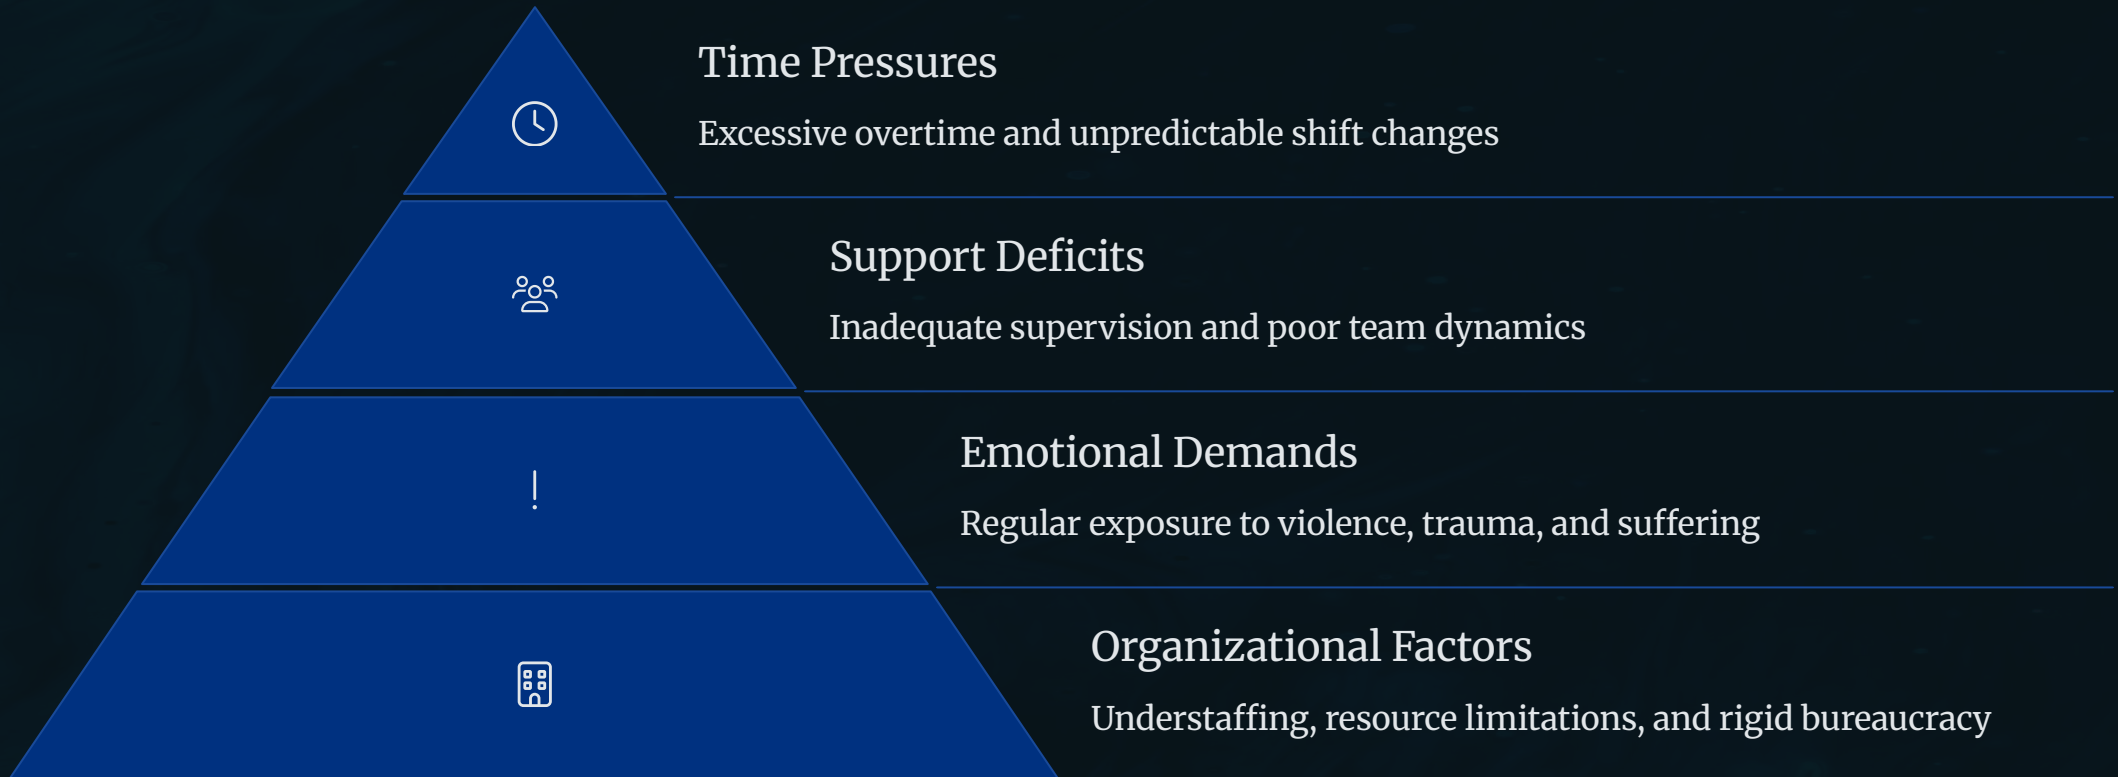 Time Pressures
Excessive overtime and unpredictable shift changes
Support Deficits
Inadequate supervision and poor team dynamics
Emotional Demands
Regular exposure to violence, trauma, and suffering
Organizational Factors
Understaffing, resource limitations, and rigid bureaucracy